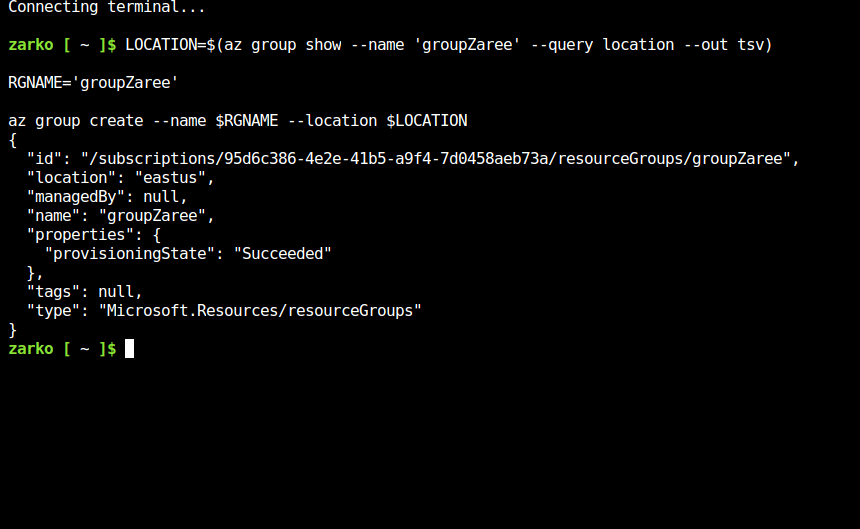 Connecting terminal...
zarko [ ~ ]$ LOCATION=$(az group show --name 'groupZaree' --query location --out tsv)
RGNAME='groupZaree'
az group create --name $RGNAME --location $LOCATION
{
  "id": "/subscriptions/95d6c386-4e2e-41b5-a9f4-7d0458aeb73a/resourceGroups/groupZaree",
  "location": "eastus",
  "managedBy": null,
  "name": "groupZaree",
  "properties": {
    "provisioningState": "Succeeded"
  },
  "tags": null,
  "type": "Microsoft.Resources/resourceGroups"
}
zarko [ ~ ]$